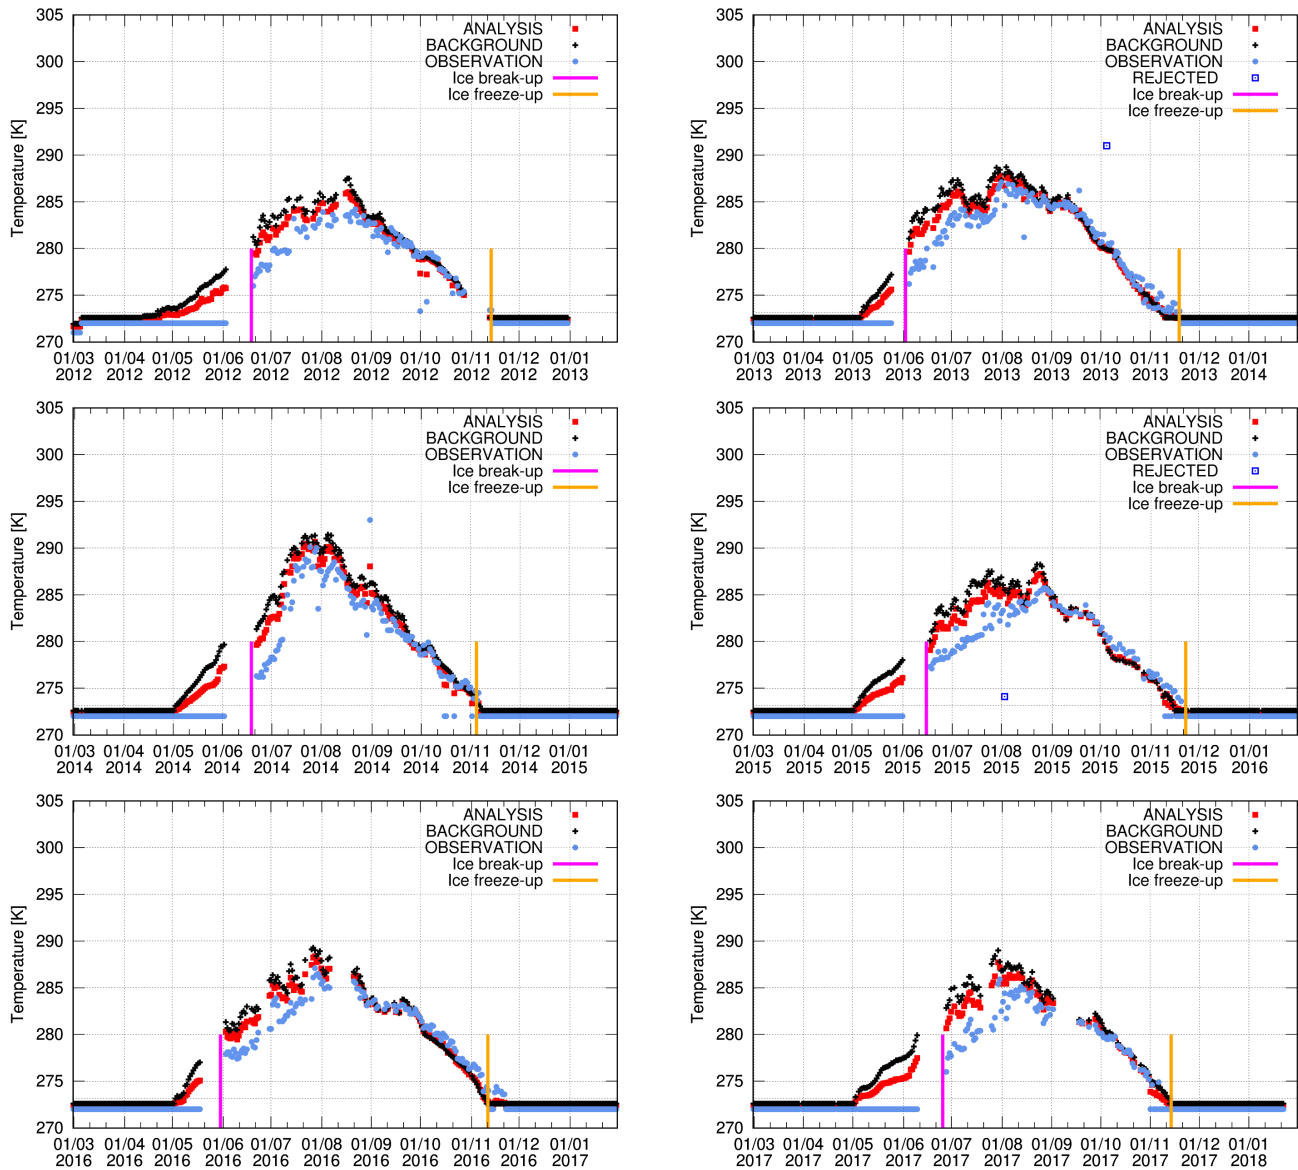 305
300
295
290
285
280
275
270
Temperature [K]
ANALYSIS
BACKGROUND
OBSERVATION
Ice break-up
Ice freeze-up
01/03 01/04 01/05 01/06 01/07 01/08 01/09 01/10 01/11 01/12 01/01
2012 2012 2012 2012 2012 2012 2012 2012 2012 2012 2013
305
300
295
290
285
280
275
270
Temperature [K]
ANALYSIS
BACKGROUND
OBSERVATION
REJECTED
Ice break-up
Ice freeze-up
01/03 01/04 01/05 01/06 01/07 01/08 01/09 01/10 01/11 01/12 01/01
2013 2013 2013 2013 2013 2013 2013 2013 2013 2013 2014
305
300
295
290
285
280
275
270
Temperature [K]
ANALYSIS
BACKGROUND
OBSERVATION
Ice break-up
Ice freeze-up
01/03 01/04 01/05 01/06 01/07 01/08 01/09 01/10 01/11 01/12 01/01
2014 2014 2014 2014 2014 2014 2014 2014 2014 2014 2015
305
300
295
290
285
280
275
270
Temperature [K]
ANALYSIS
BACKGROUND
OBSERVATION
REJECTED
Ice break-up
Ice freeze-up
01/03 01/04 01/05 01/06 01/07 01/08 01/09 01/10 01/11 01/12 01/01
2015 2015 2015 2015 2015 2015 2015 2015 2015 2015 2016
305
300
295
290
285
280
275
270
Temperature [K]
ANALYSIS
BACKGROUND
OBSERVATION
Ice break-up
Ice freeze-up
01/03 01/04 01/05 01/06 01/07 01/08 01/09 01/10 01/11 01/12 01/01
2016 2016 2016 2016 2016 2016 2016 2016 2016 2016 2017
305
300
295
290
285
280
275
270
Temperature [K]
ANALYSIS
BACKGROUND
OBSERVATION
Ice break-up
Ice freeze-up
01/03 01/04 01/05 01/06 01/07 01/08 01/09 01/10 01/11 01/12 01/01
2017 2017 2017 2017 2017 2017 2017 2017 2017 2017 2018